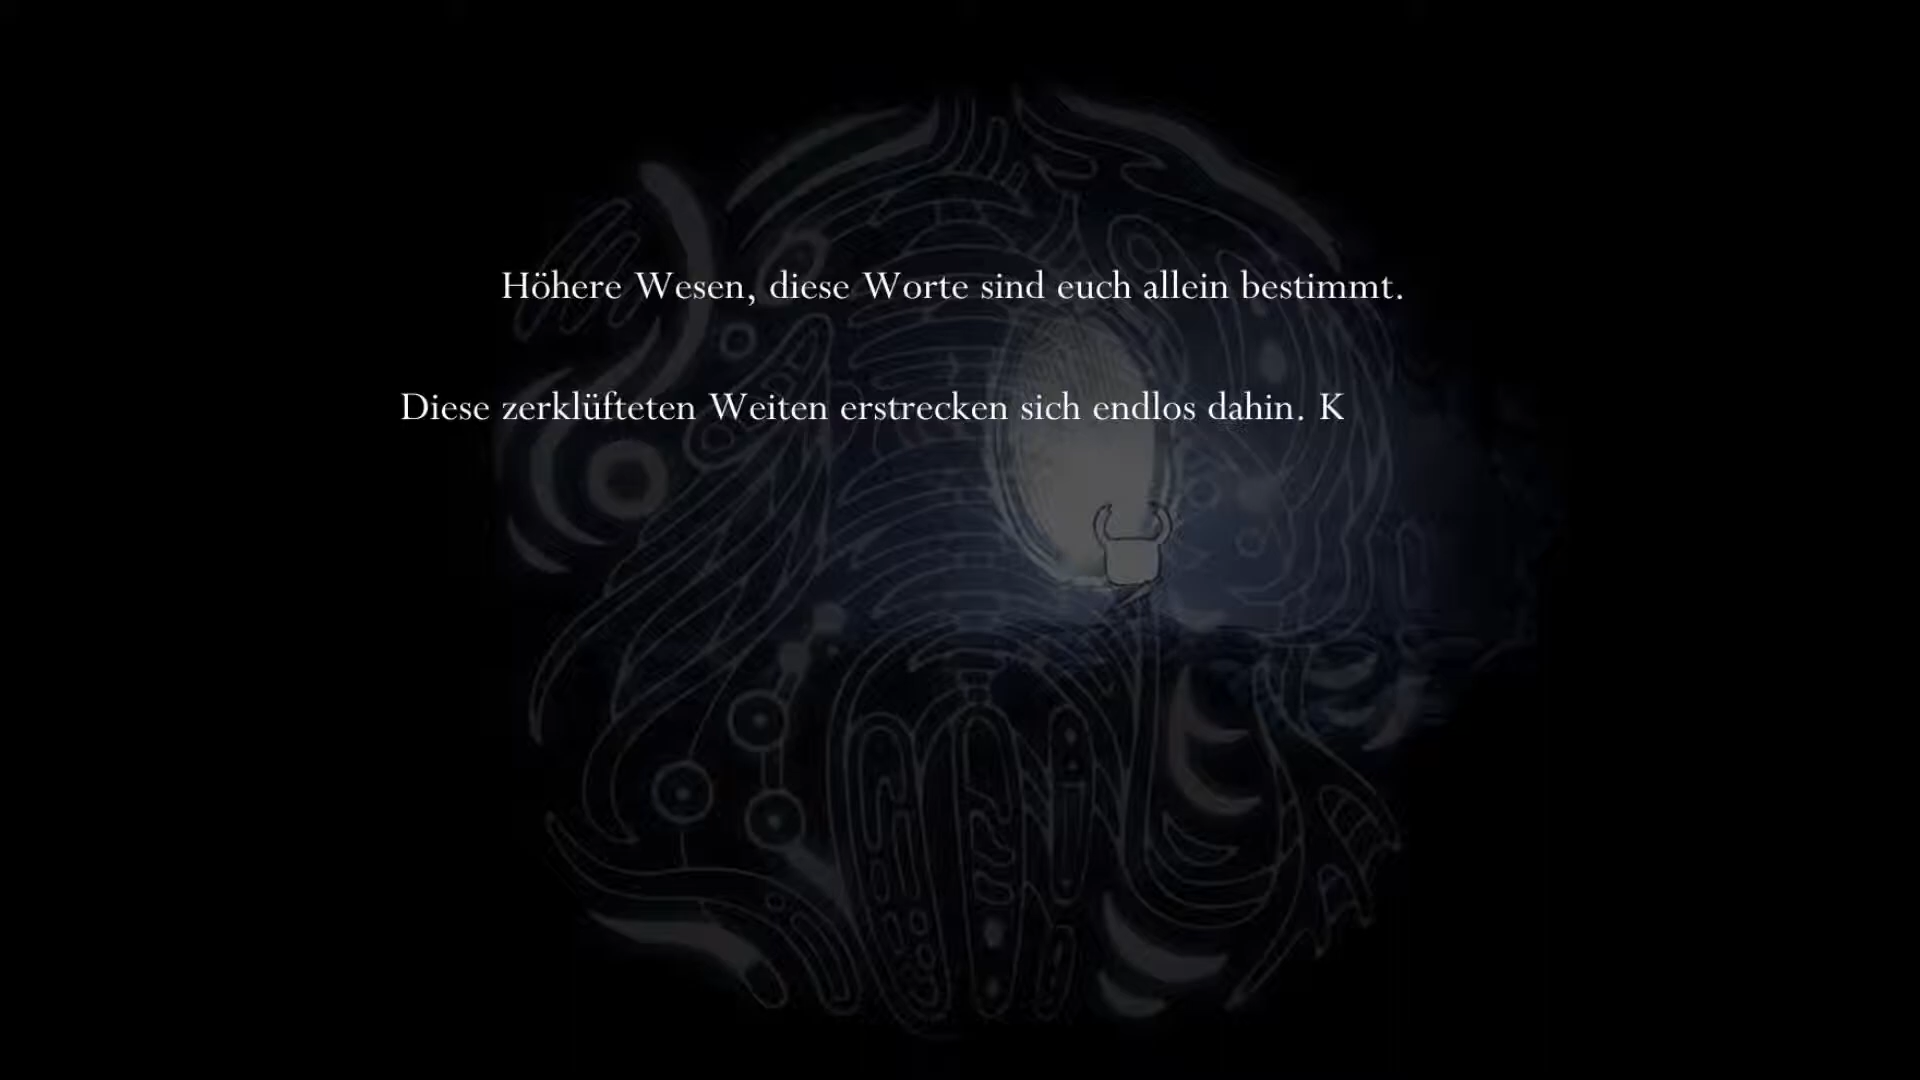 Höhere Wesen, diese Worte sind euch allein bestimmt.
Diese zerklüfteten Weiten erstrecken sich endlos dahin. K